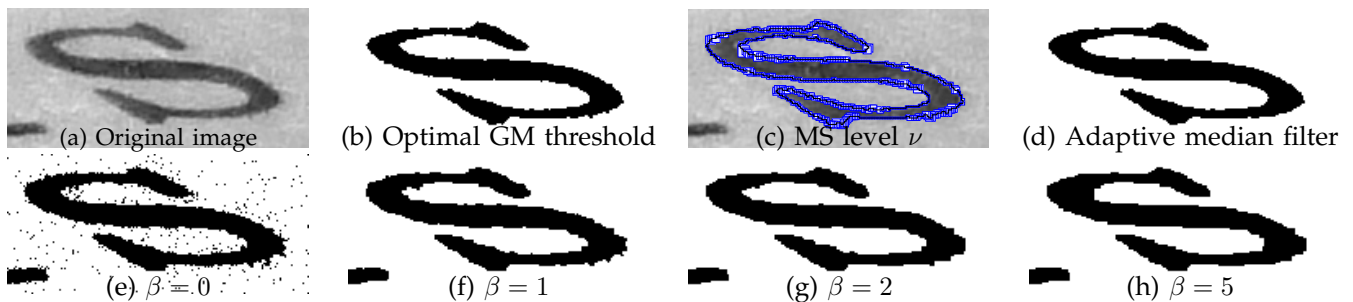 (a) Original image (b) Optimal GM threshold (c) MS level ν (d) Adaptive median filter
(e) β = 0 (f) β = 1 (g) β = 2 (h) β = 5